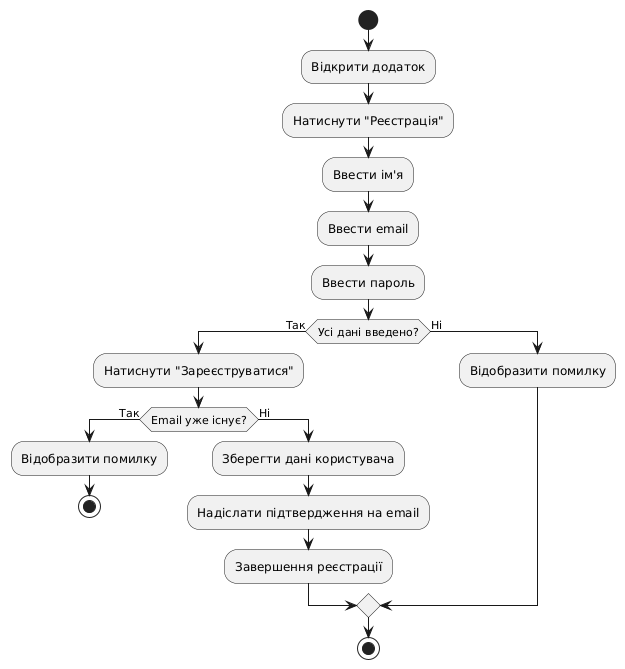 Відкрити додаток
Натиснути "Реєстрація"
Ввести ім'я
Ввести email
Ввести пароль
Усі дані введено?
Так
Ні
Натиснути "Зареєструватися"
Відобразити помилку
Email уже існує?
Так
Ні
Відобразити помилку
Зберегти дані користувача
Надіслати підтвердження на email
Завершення реєстрації